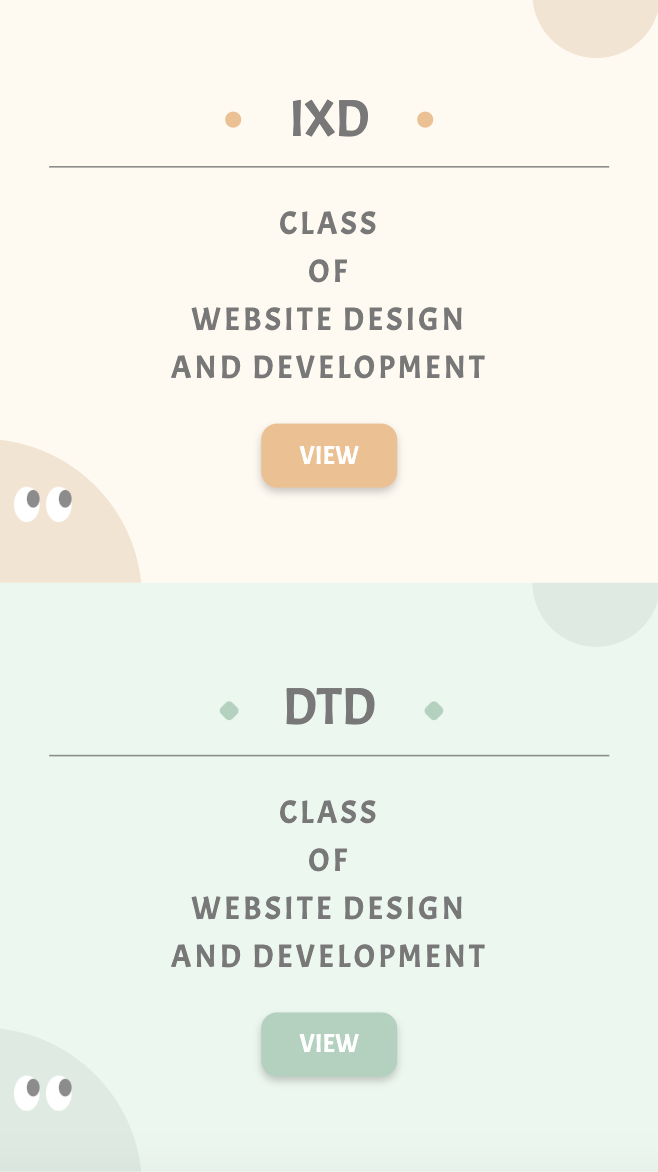 IXD
CLASS
OF
WEBSITE DESIGN
AND DEVELOPMENT
VIEW
DTD
CLASS
OF
WEBSITE DESIGN
AND DEVELOPMENT
VIEW